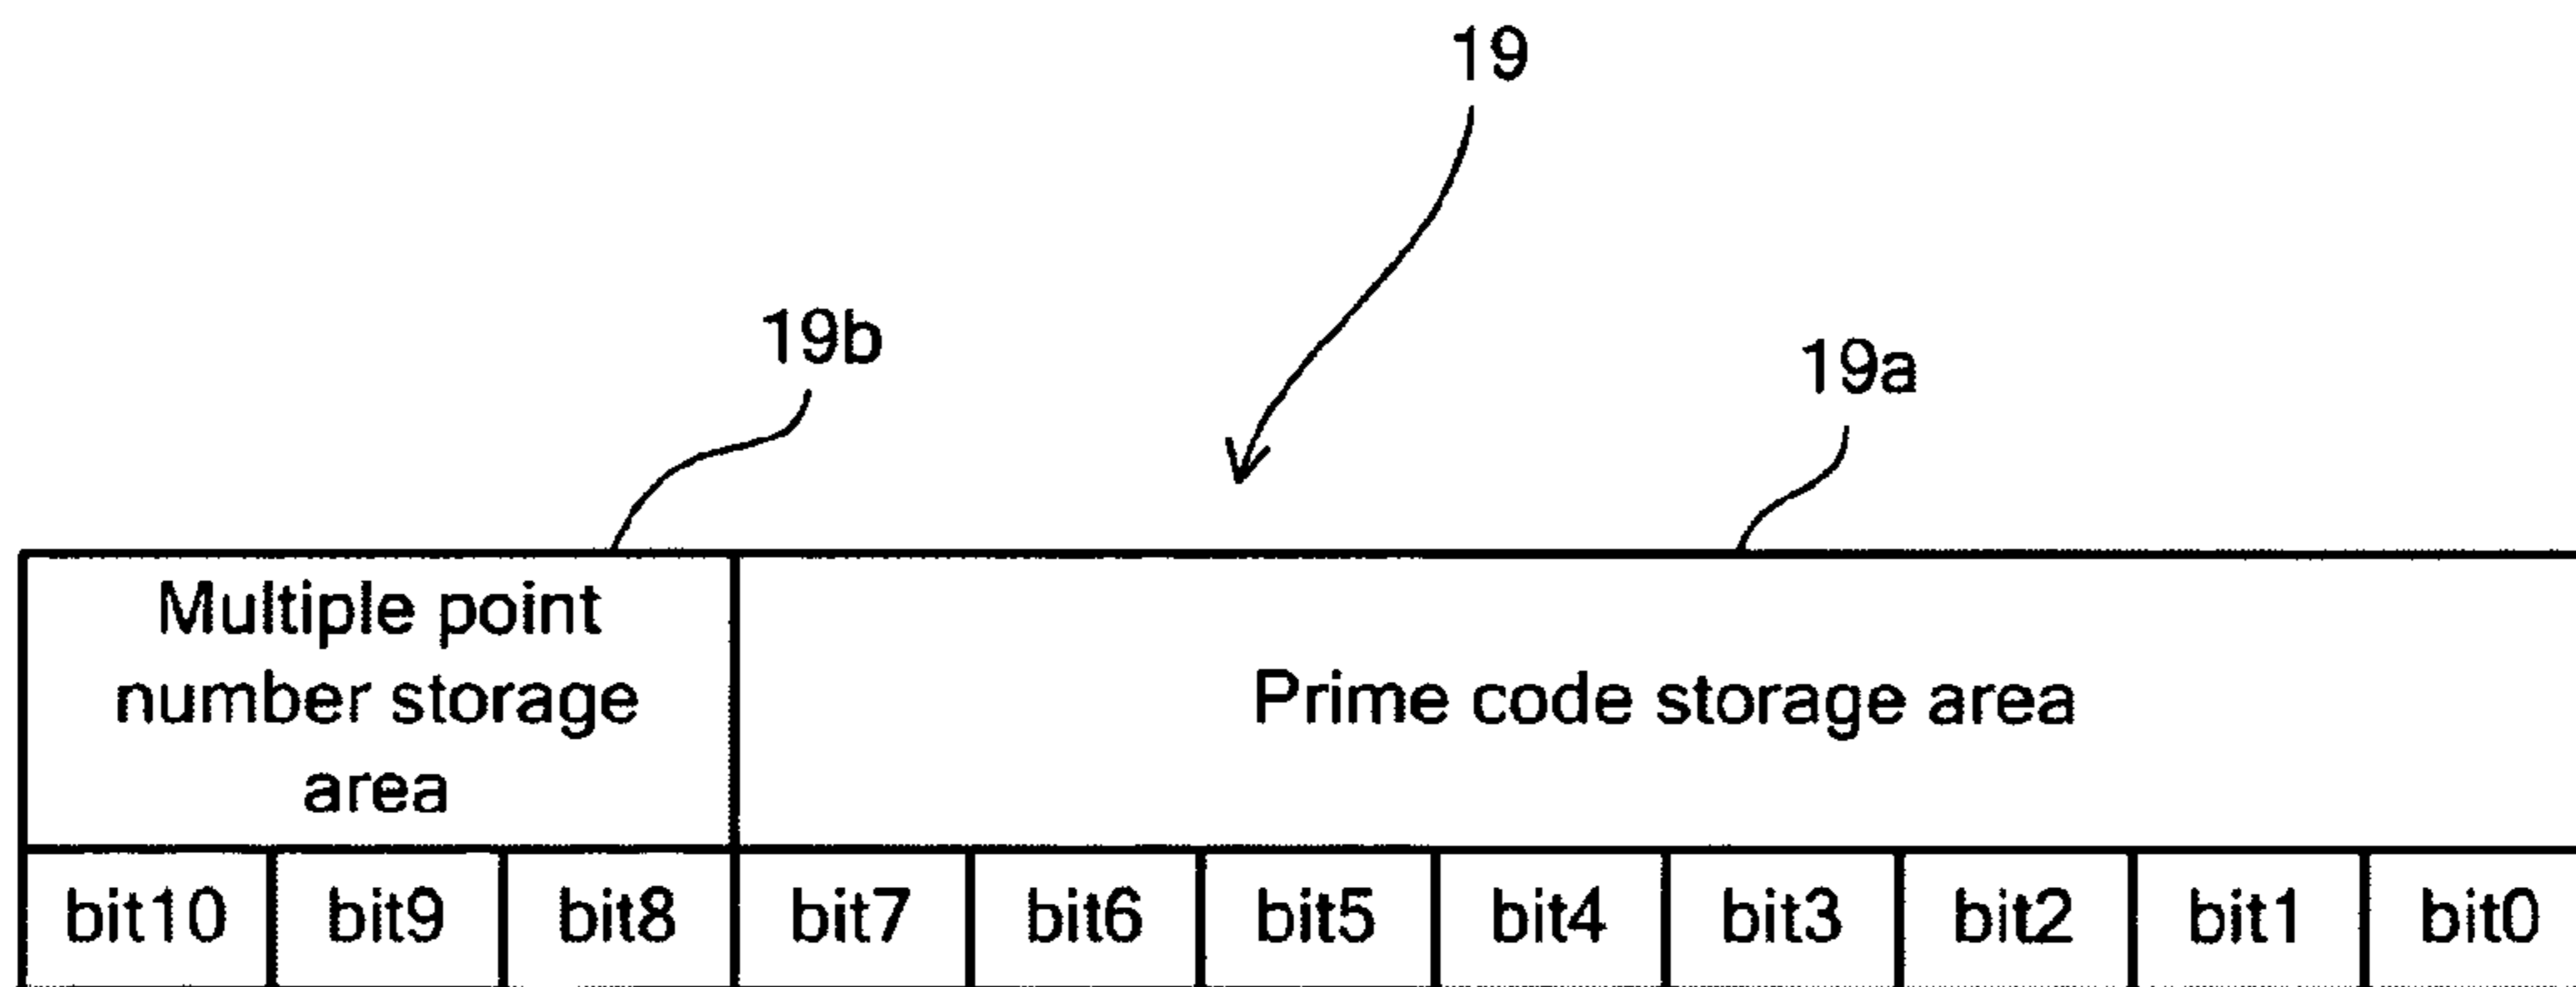 19
19b
19a
Multiple point
number storage
area
Prime code storage area
bit10 bit9 bit8 bit7 bit6 bit5 bit4 bit3 bit2 bit1 bit0